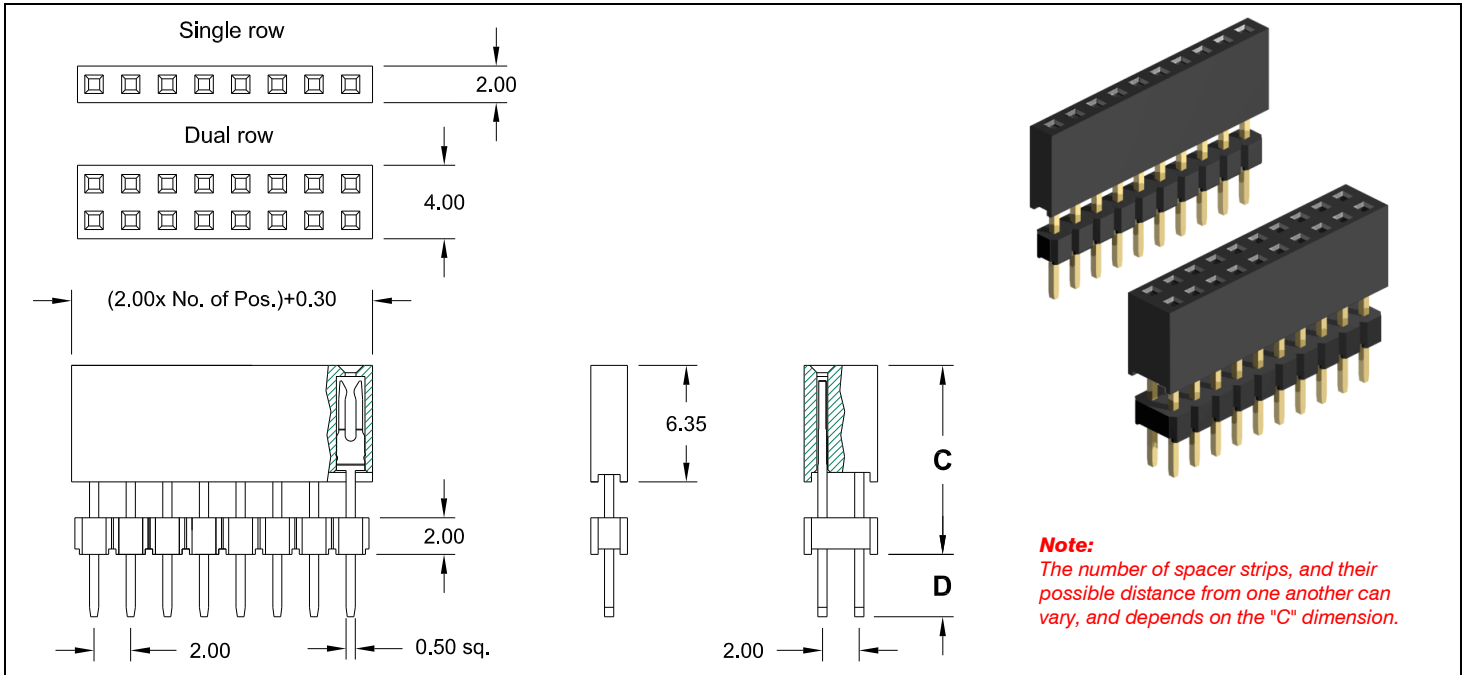 Single row
2.00
Dual row
4.00
(2.00x No. of Pos.)+0.30
6.35
C
2.00
D
2.00
0.50 sq.
2.00
Note:
The number of spacer strips, and their
possible distance from one another can
vary, and depends on the "C" dimension.